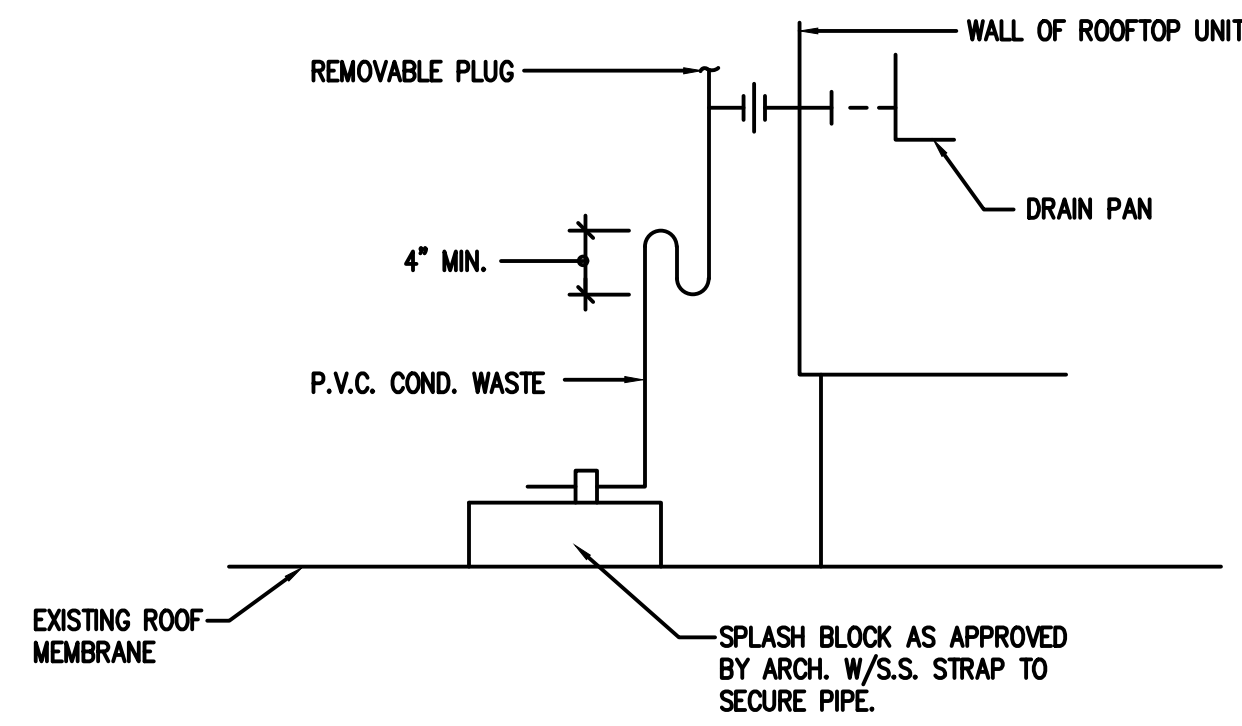 WALL OF ROOFTOP UNIT
REMOVABLE PLUG
DRAIN PAN
4" MIN.
P.V.C. COND. WASTE
EXISTING ROOF
MEMBRANE
SPLASH BLOCK AS APPROVED
BY ARCH. W/S.S. STRAP TO
SECURE PIPE.